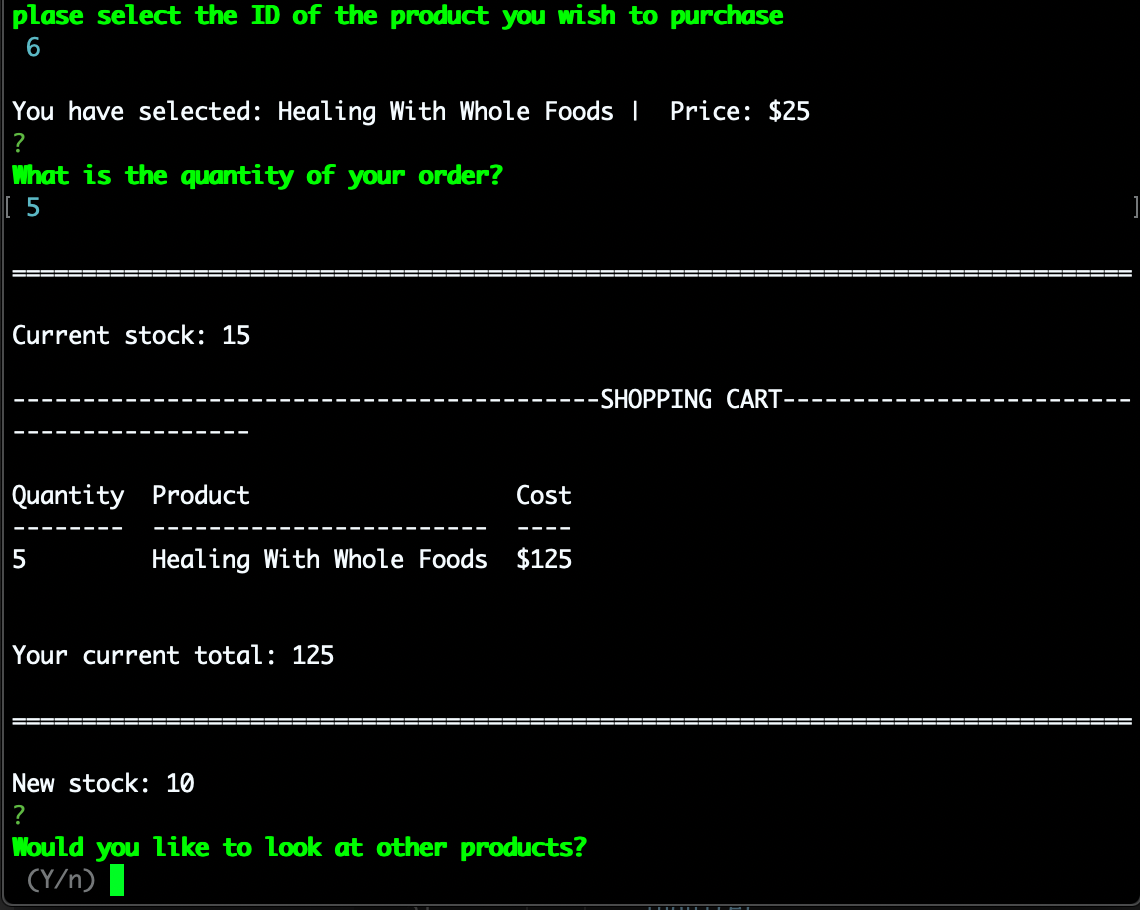 plase select the ID of the product you wish to purchase
6
You have selected: Healing With Whole Foods |  Price: $25
?
What is the quantity of your order?
[ 5 ]
================================================================================
Current stock: 15
------------------------------------------SHOPPING CART-------------------------
-----------------
Quantity  Product                   Cost
--------  ------------------------  ----
5         Healing With Whole Foods  $125
Your current total: 125
================================================================================
New stock: 10
?
Would you like to look at other products?
(Y/n)